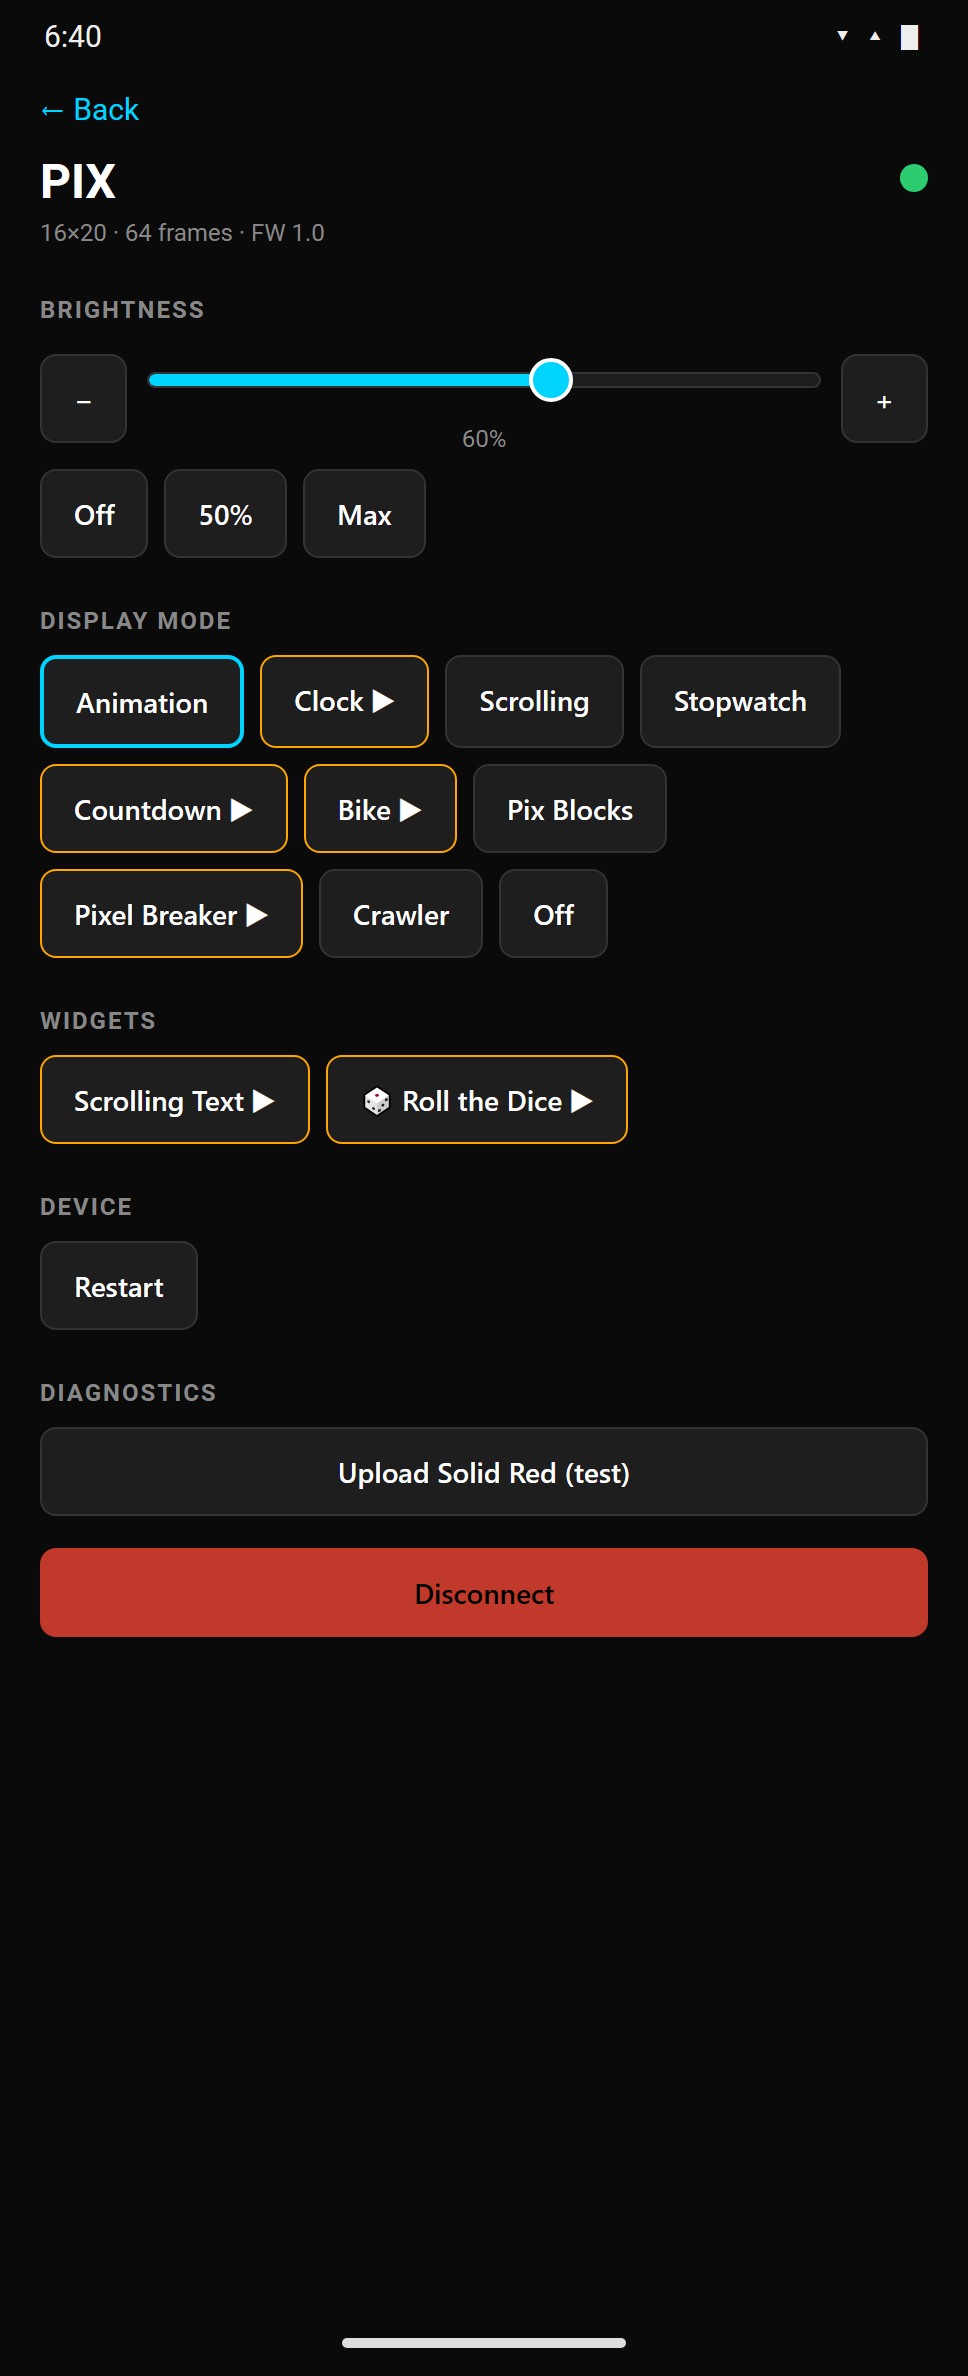 6:40
← Back
PIX
16×20 · 64 frames · FW 1.0
BRIGHTNESS
− +
60%
Off 50% Max
DISPLAY MODE
Animation Clock ▶ Scrolling Stopwatch
Countdown ▶ Bike ▶ Pix Blocks
Pixel Breaker ▶ Crawler Off
WIDGETS
Scrolling Text ▶ 🎲 Roll the Dice ▶
DEVICE
Restart
DIAGNOSTICS
Upload Solid Red (test)
Disconnect